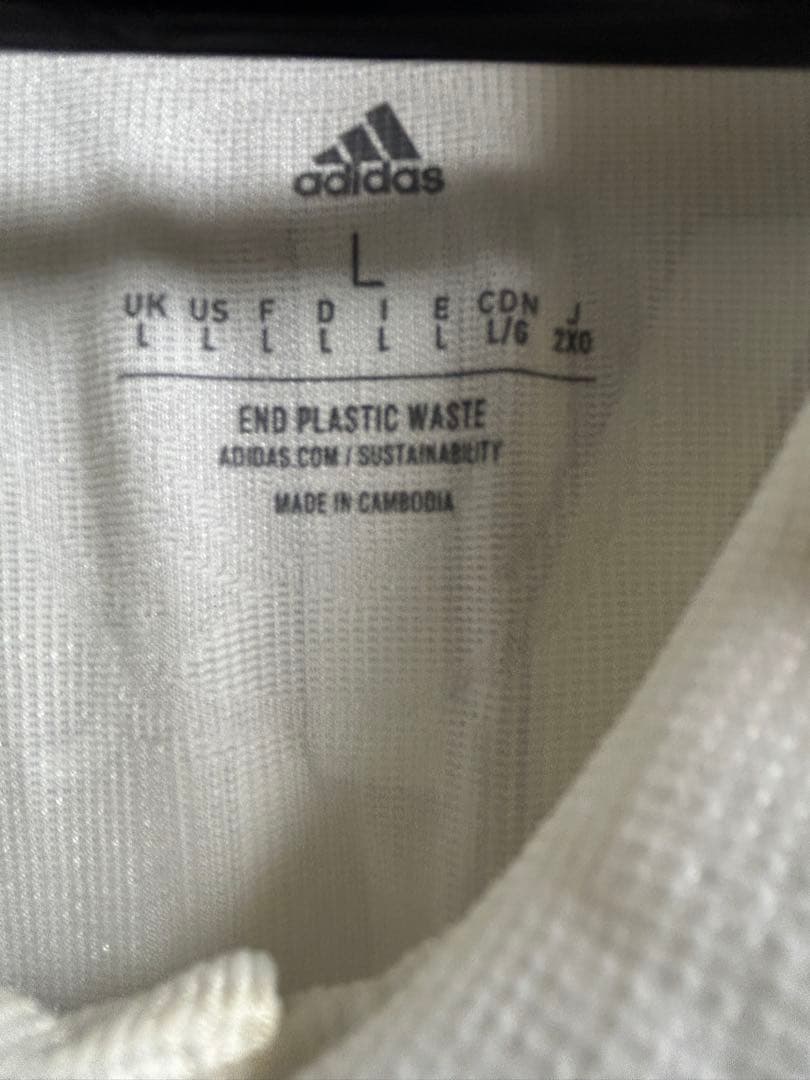 adidas
L
UK US F D I E CDN J
L L L L L L L/G 2XO
END PLASTIC WASTE
ADIDAS.COM / SUSTAINABILITY
MADE IN CAMBODIA